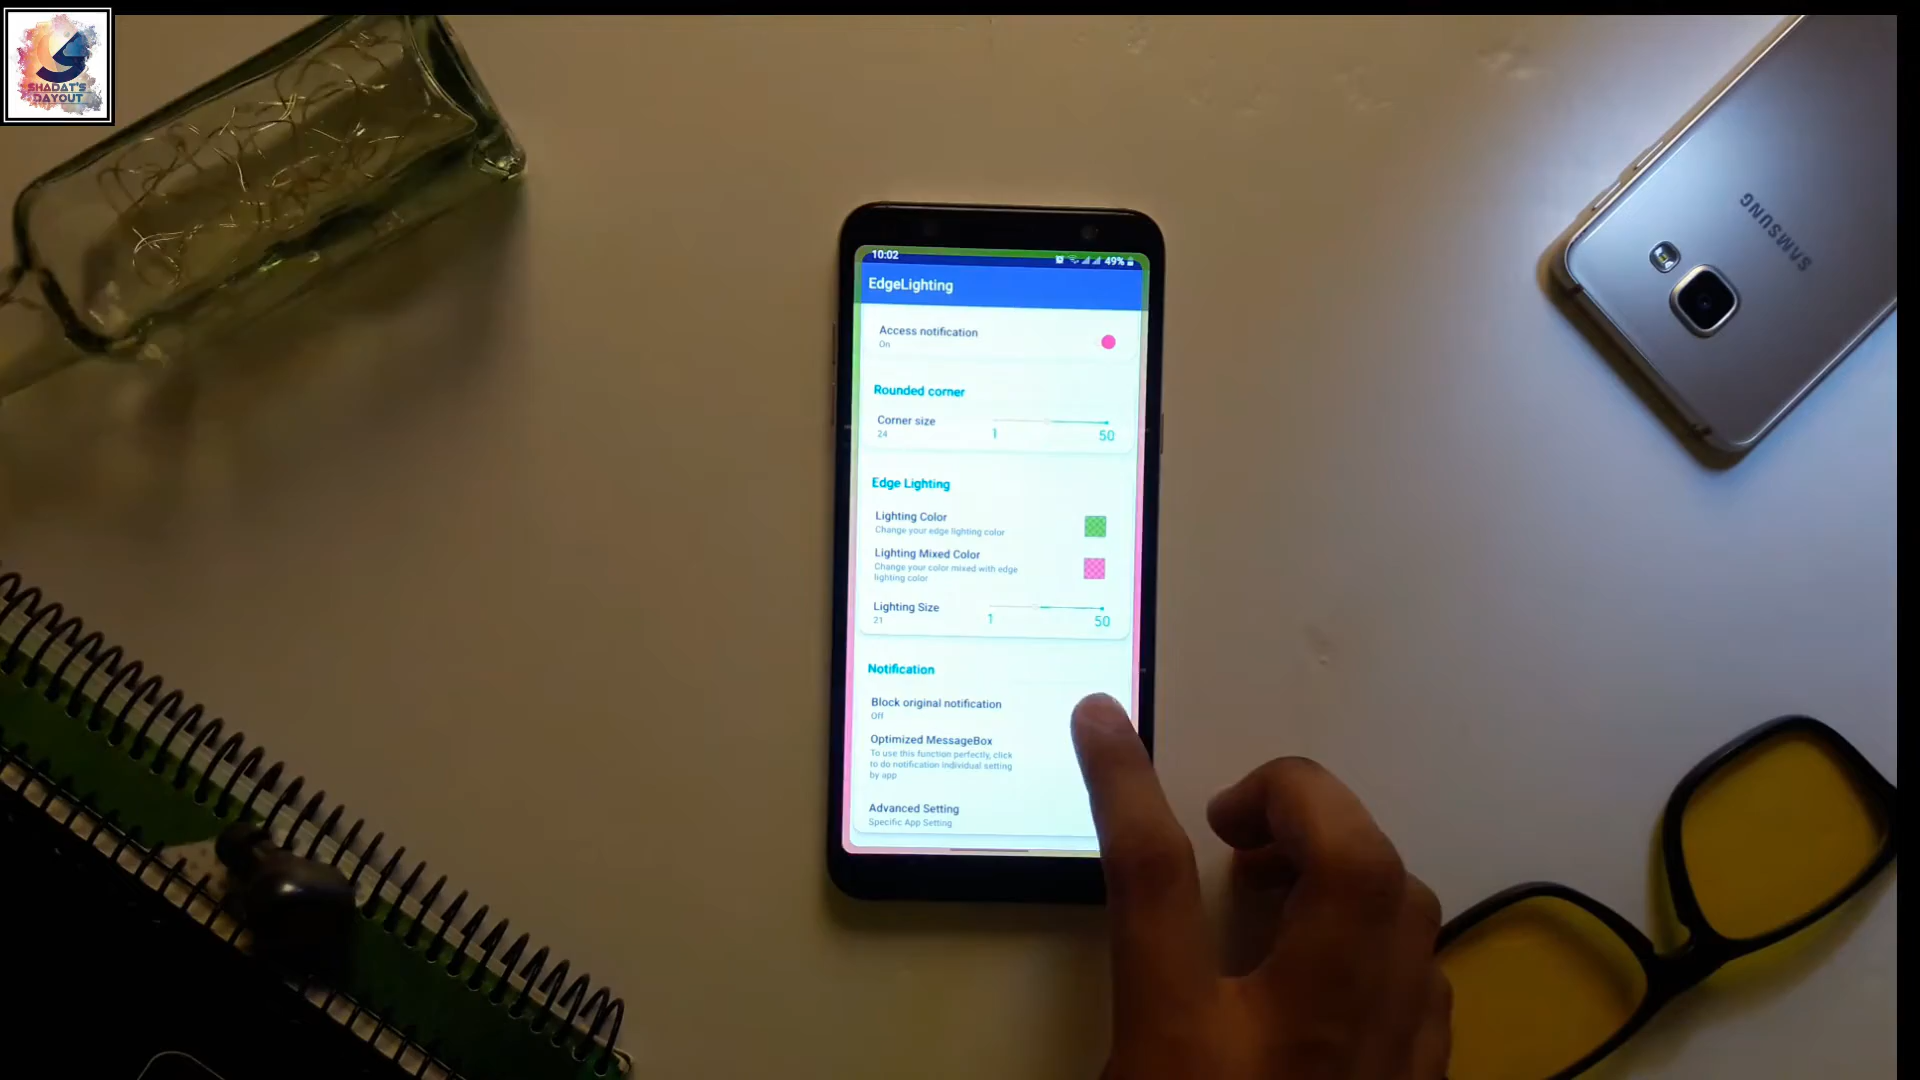 SHADAT'S
DAYOUT
SAMSUNG
10:02
49%
EdgeLighting
Access notification
On
Rounded corner
Corner size
24
1
50
Edge Lighting
Lighting Color
Change your edge lighting color
Lighting Mixed Color
Change your color mixed with edge
lighting color
Lighting Size
21
1
50
Notification
Block original notification
Off
Optimized MessageBox
To use this function perfectly, click
to do notification individual setting
by app
Advanced Setting
Specific App Setting